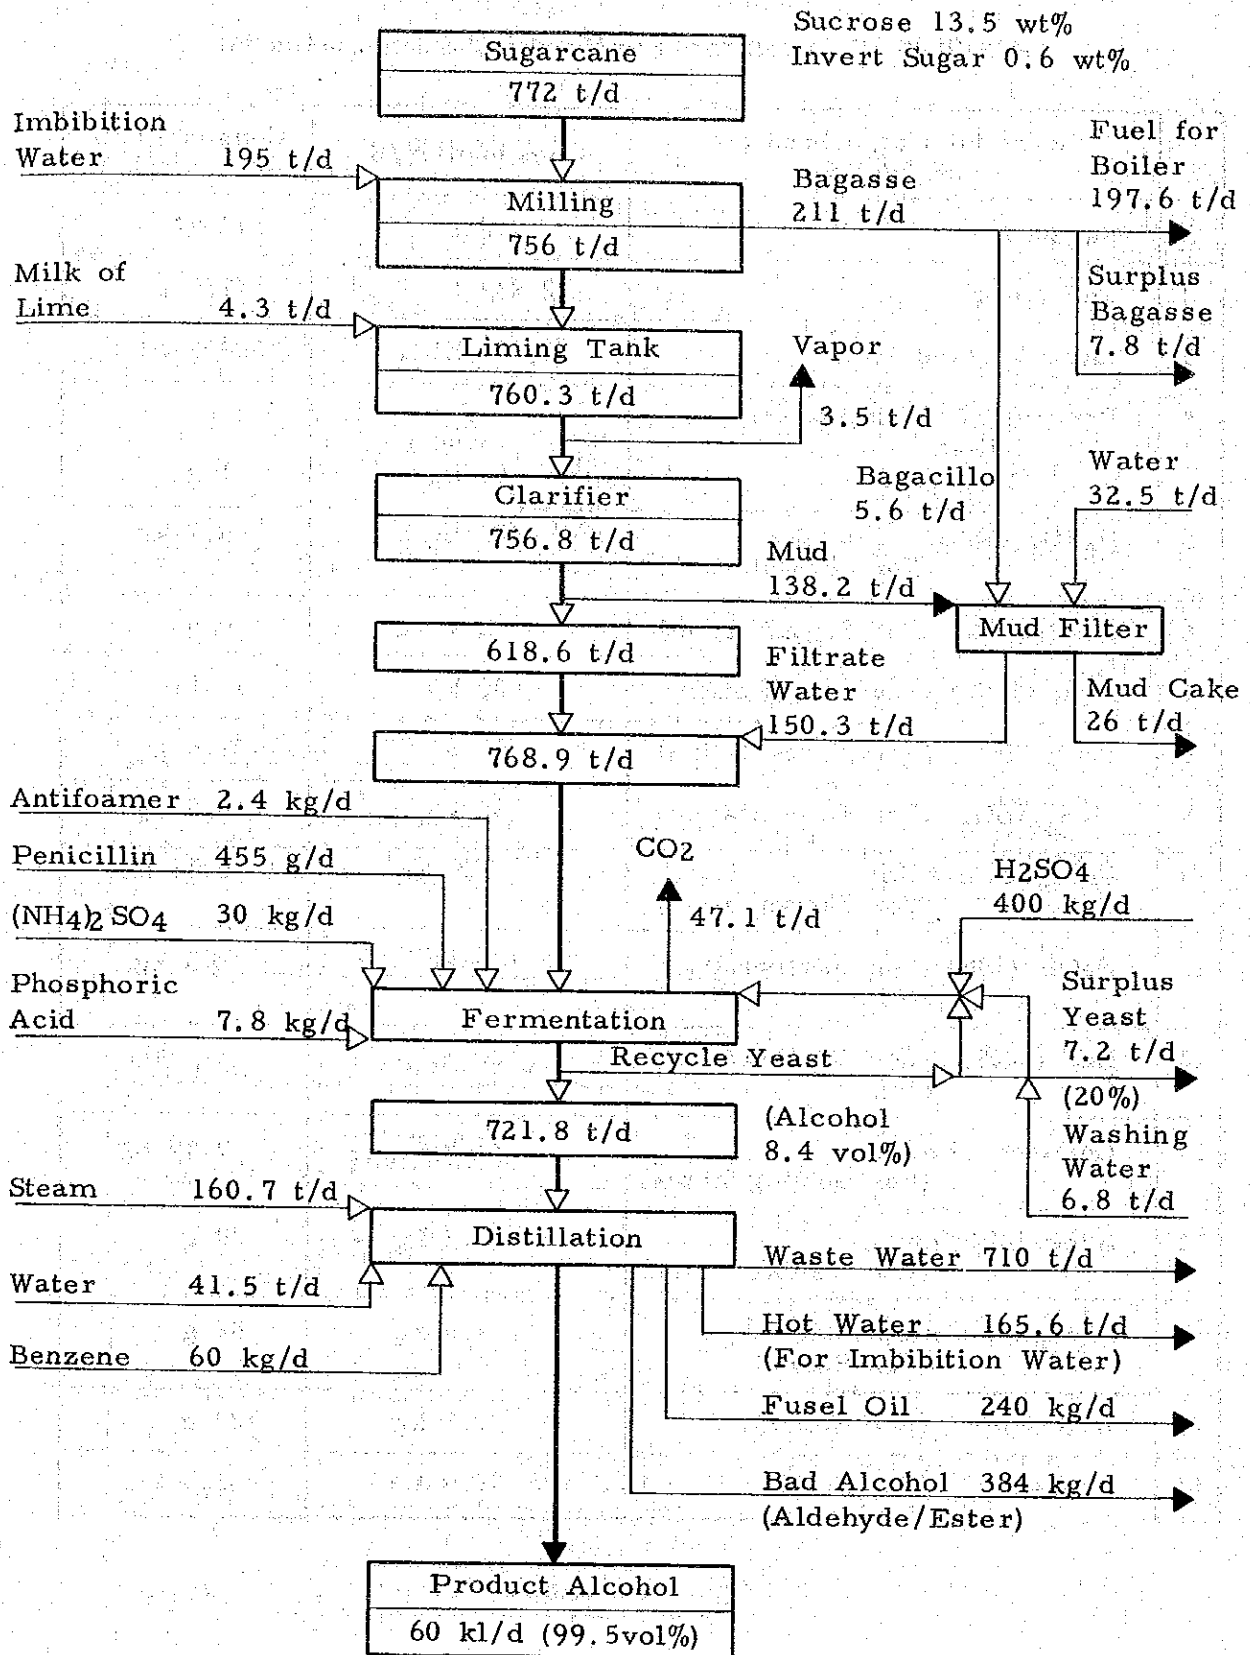 Sucrose 13.5 wt%
Invert Sugar 0.6 wt%
Sugarcane
772 t/d
Imbibition
Water 195 t/d
Fuel for
Boiler
197.6 t/d
Bagasse
211 t/d
Milling
756 t/d
Milk of
Lime 4.3 t/d
Surplus
Bagasse
7.8 t/d
Liming Tank
760.3 t/d
Vapor
3.5 t/d
Water
32.5 t/d
Bagacillo
5.6 t/d
Clarifier
756.8 t/d
Mud
138.2 t/d
Mud Filter
618.6 t/d
Filtrate
Water
150.3 t/d
Mud Cake
26 t/d
768.9 t/d
Antifoamer 2.4 kg/d
Penicillin 455 g/d
(NH4)2 SO4 30 kg/d
Phosphoric
Acid 7.8 kg/d
CO2
47.1 t/d
H2SO4
400 kg/d
Fermentation
Surplus
Yeast
7.2 t/d
(20%)
Recycle Yeast
Washing
Water
6.8 t/d
721.8 t/d
(Alcohol
8.4 vol%)
Steam 160.7 t/d
Distillation
Water 41.5 t/d
Benzene 60 kg/d
Waste Water 710 t/d
Hot Water 165.6 t/d
(For Imbibition Water)
Fusel Oil 240 kg/d
Bad Alcohol 384 kg/d
(Aldehyde/Ester)
Product Alcohol
60 kl/d (99.5vol%)